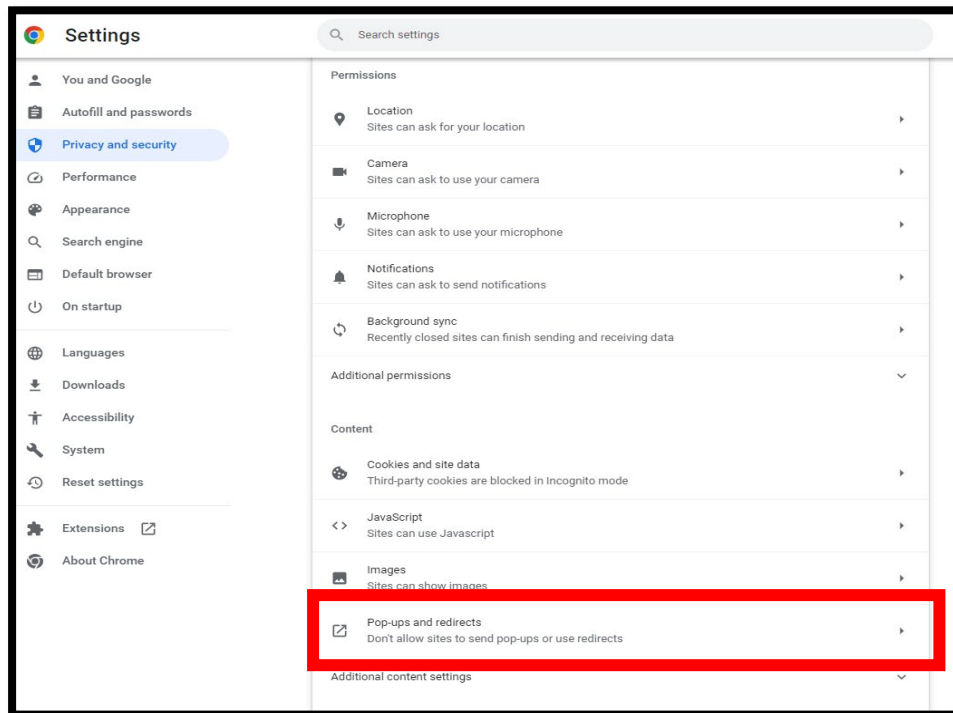 Settings
Search settings
You and Google
Autofill and passwords
Privacy and security
Performance
Appearance
Search engine
Default browser
On startup
Languages
Downloads
Accessibility
System
Reset settings
Extensions
About Chrome
Permissions
Location
Sites can ask for your location
Camera
Sites can ask to use your camera
Microphone
Sites can ask to use your microphone
Notifications
Sites can ask to send notifications
Background sync
Recently closed sites can finish sending and receiving data
Additional permissions
Content
Cookies and site data
Third-party cookies are blocked in Incognito mode
JavaScript
Sites can use Javascript
Images
Sites can show images
Pop-ups and redirects
Don't allow sites to send pop-ups or use redirects
Additional content settings